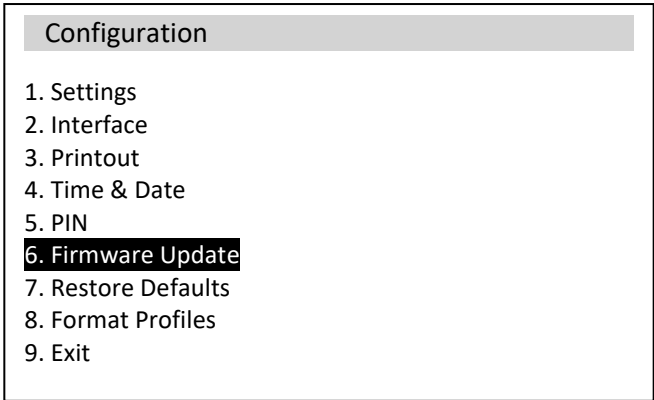 Configuration
1. Settings
2. Interface
3. Printout
4. Time & Date
5. PIN
6. Firmware Update
7. Restore Defaults
8. Format Profiles
9. Exit